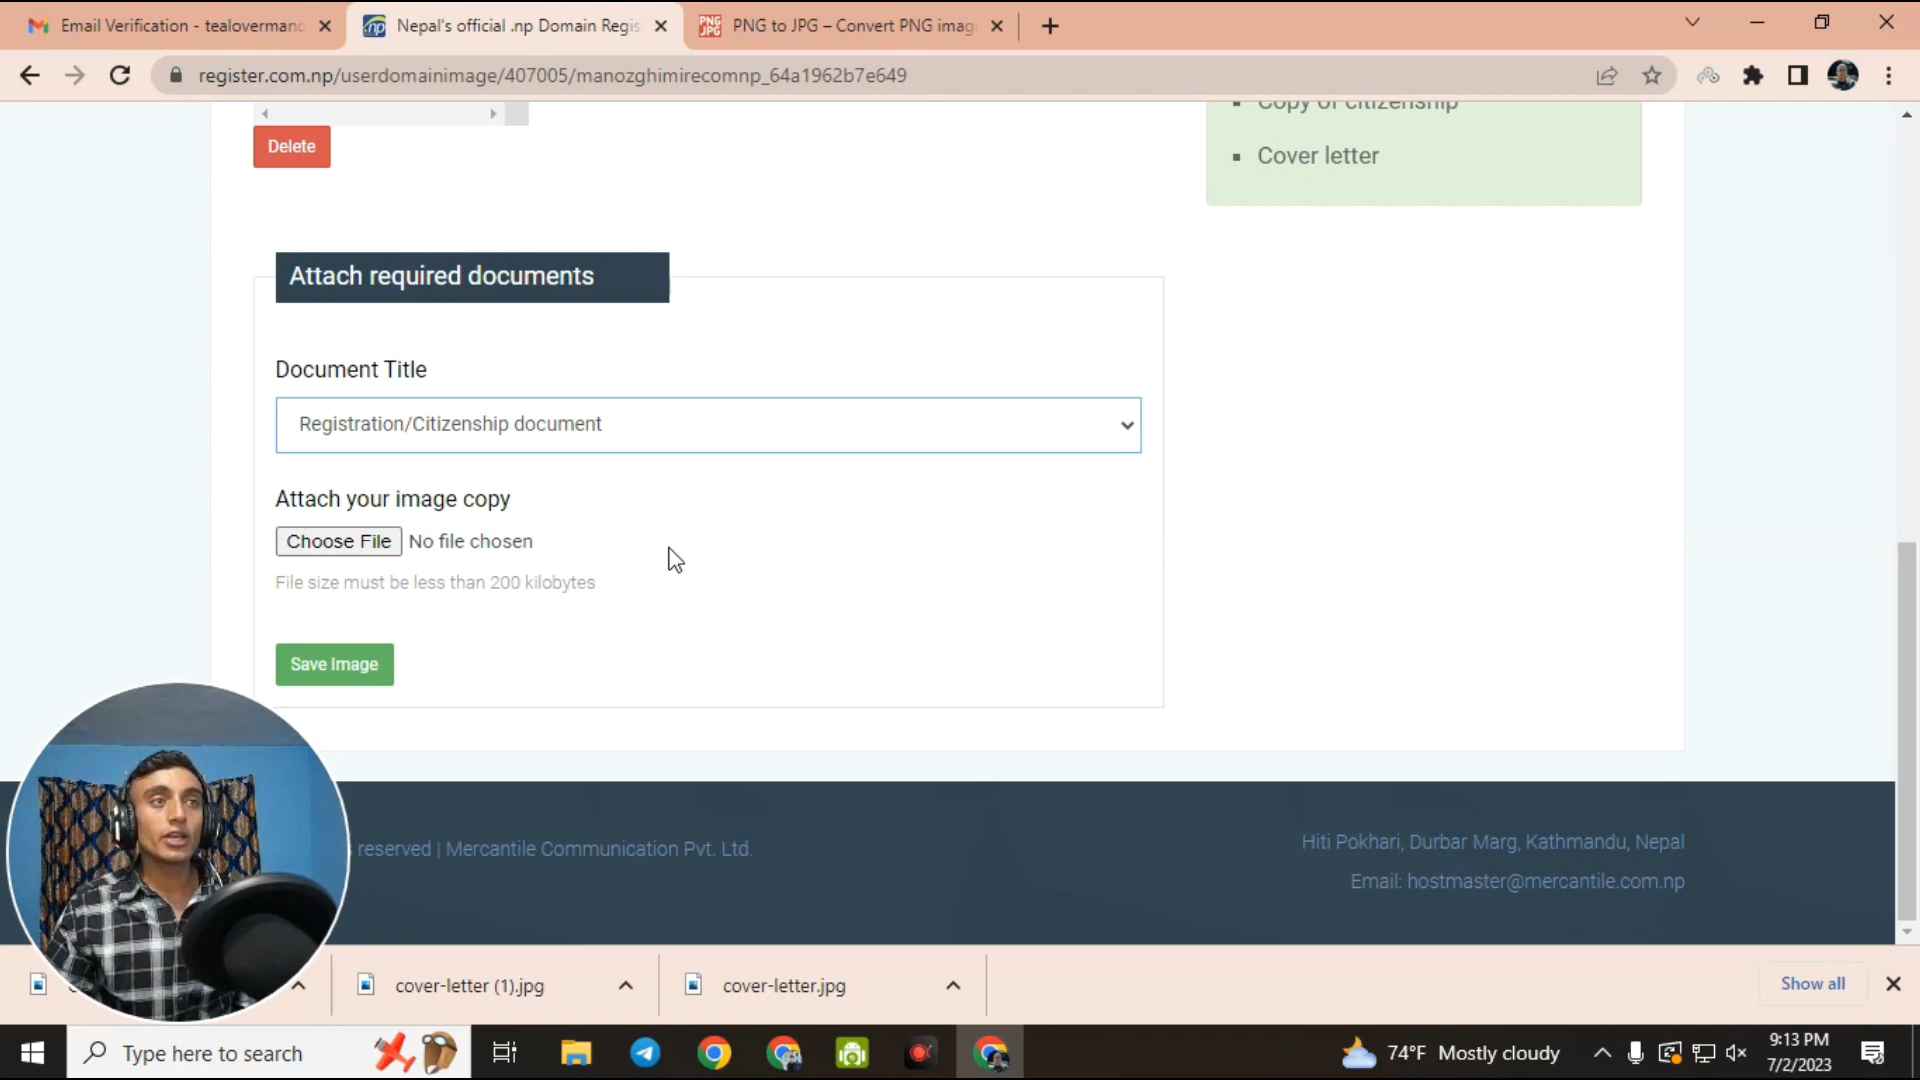 Email Verification - tealovermano
Nepal's official .np Domain Regis
PNG to JPG – Convert PNG imag
register.com.np/userdomainimage/407005/manozghimirecomnp_64a1962b7e649
Copy of citizenship
Delete
Cover letter
Attach required documents
Document Title
Registration/Citizenship document
Attach your image copy
Choose File No file chosen
File size must be less than 200 kilobytes
Save Image
reserved | Mercantile Communication Pvt. Ltd.
Hiti Pokhari, Durbar Marg, Kathmandu, Nepal
Email: hostmaster@mercantile.com.np
cover-letter (1).jpg
cover-letter.jpg
Show all
Type here to search
74°F Mostly cloudy
9:13 PM
7/2/2023